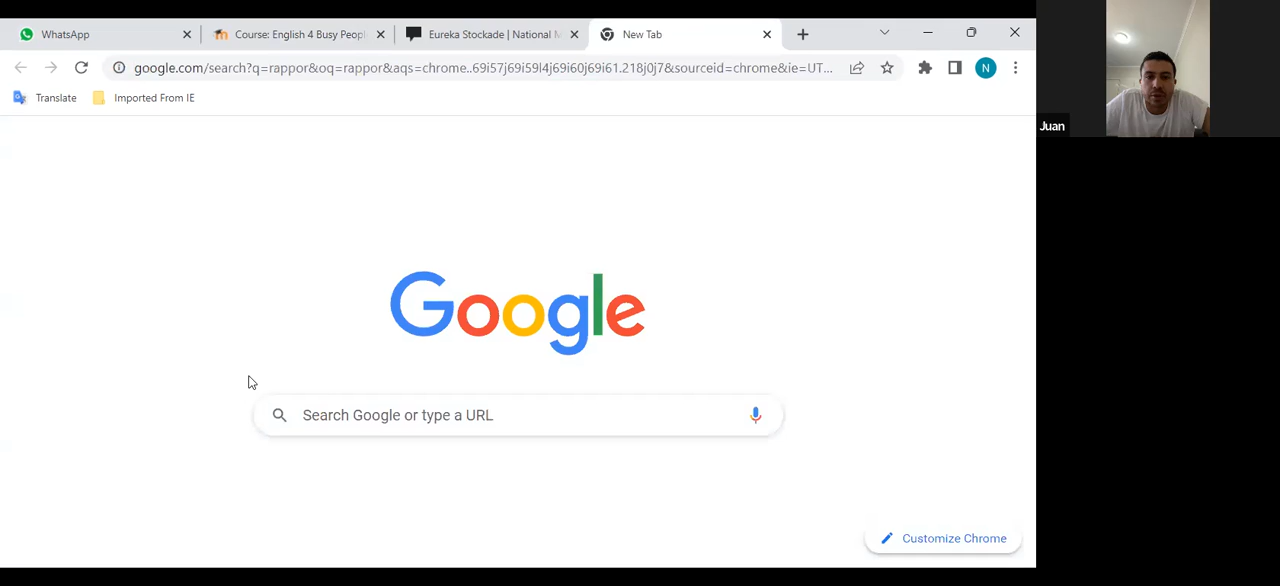 WhatsApp
Course: English 4 Busy Peopl
Eureka Stockade | National M
New Tab
google.com/search?q=rappor&oq=rappor&aqs=chrome..69i57j69i59l4j69i60j69i61.218j0j7&sourceid=chrome&ie=UT...
N
Translate
Imported From IE
Google
Search Google or type a URL
Customize Chrome
Juan